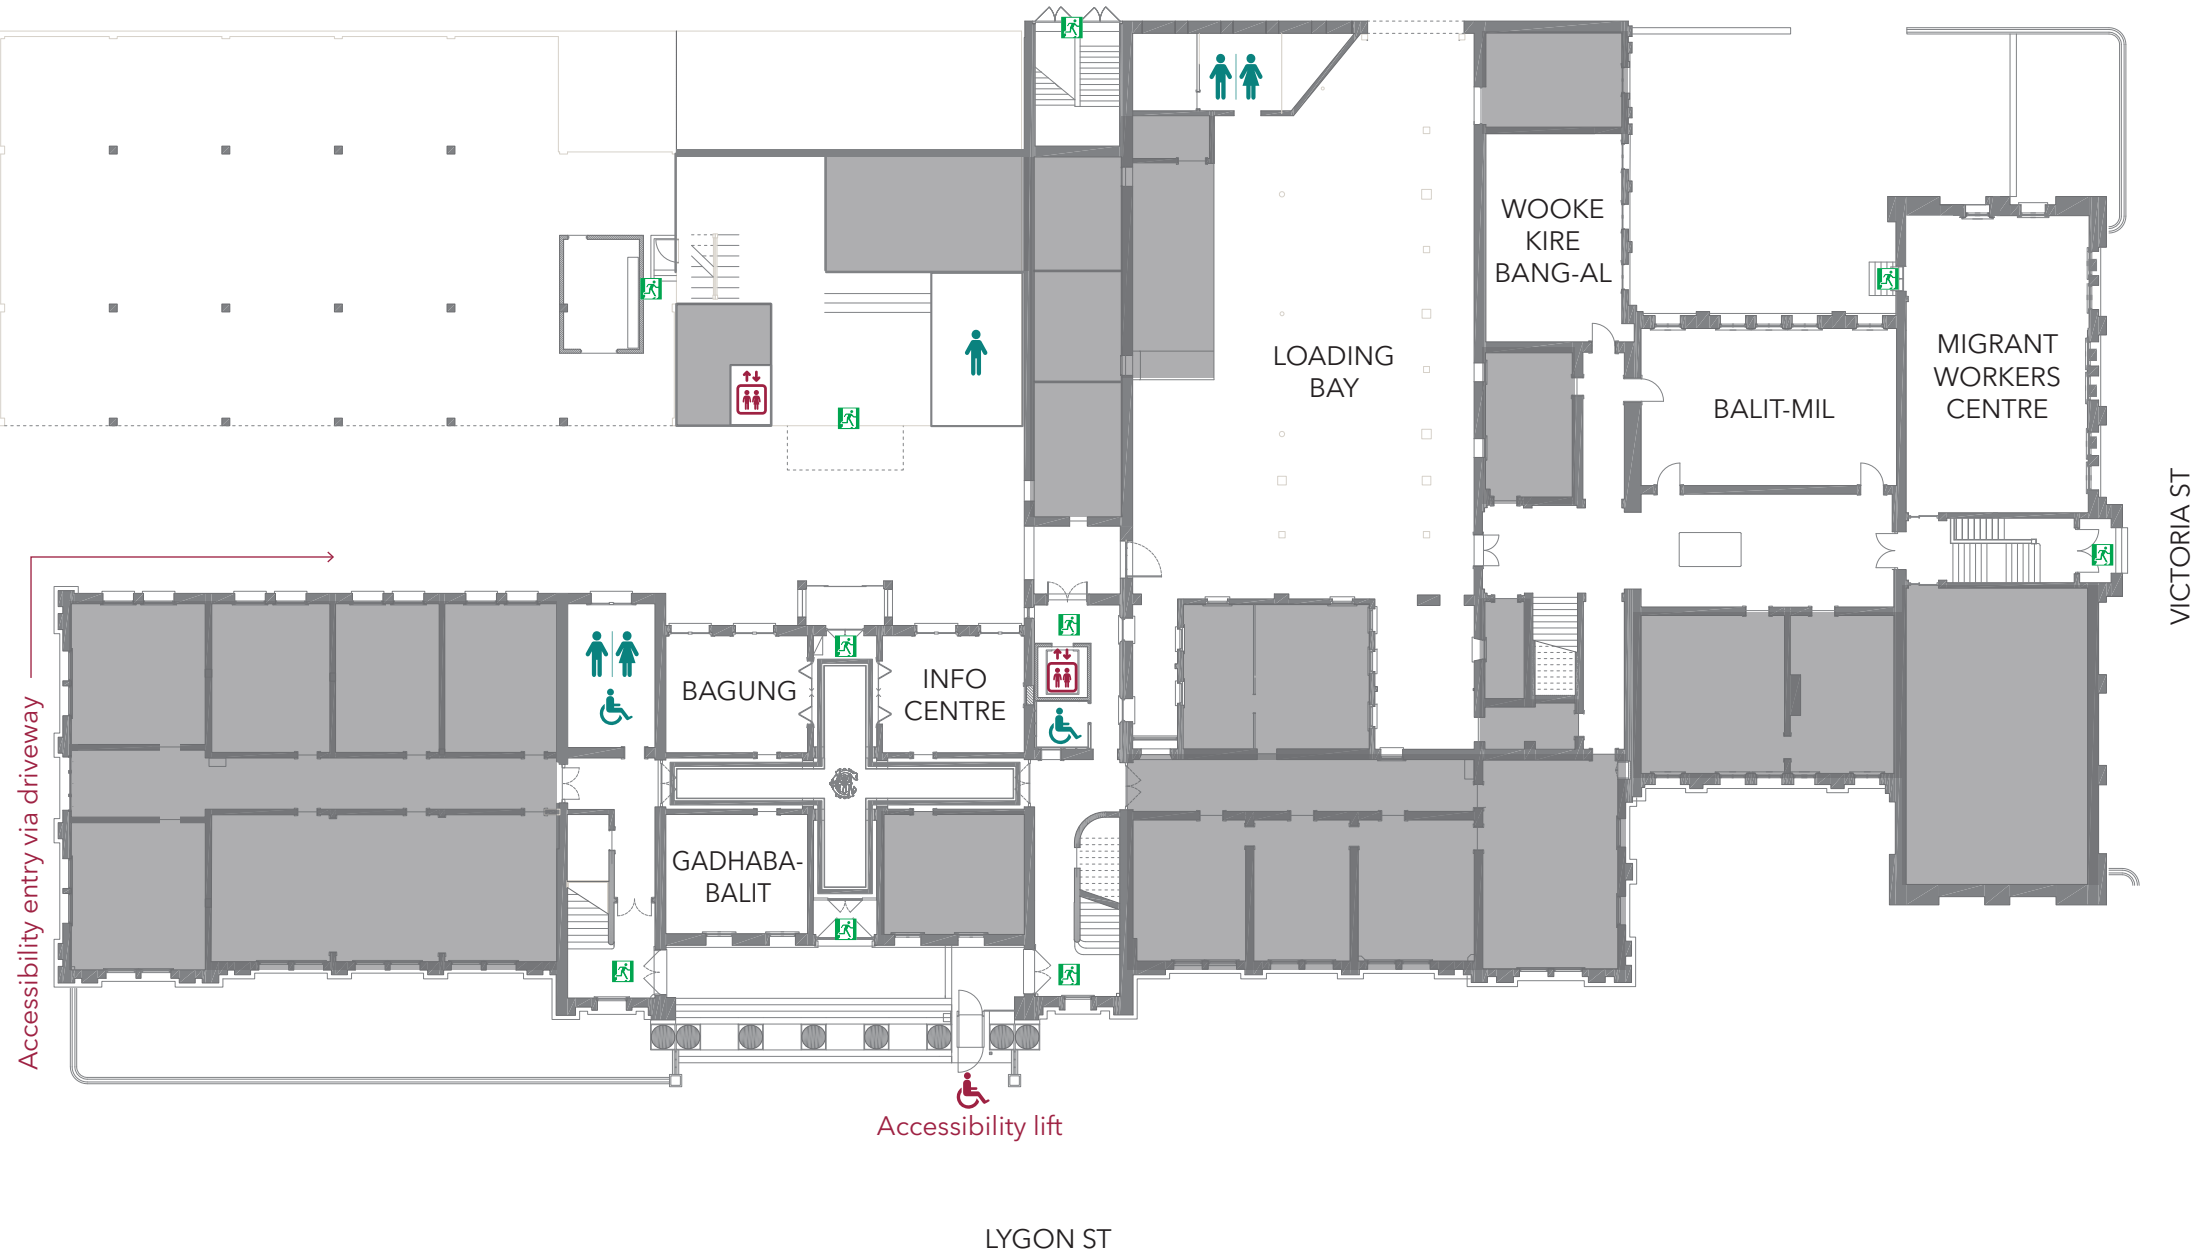 WOOKE
KIRE
BANG-AL
LOADING
BAY
MIGRANT
WORKERS
CENTRE
BALIT-MIL
VICTORIA ST
BAGUNG
INFO
CENTRE
GADHABA-
BALIT
Accessibility entry via driveway
Accessibility lift
LYGON ST